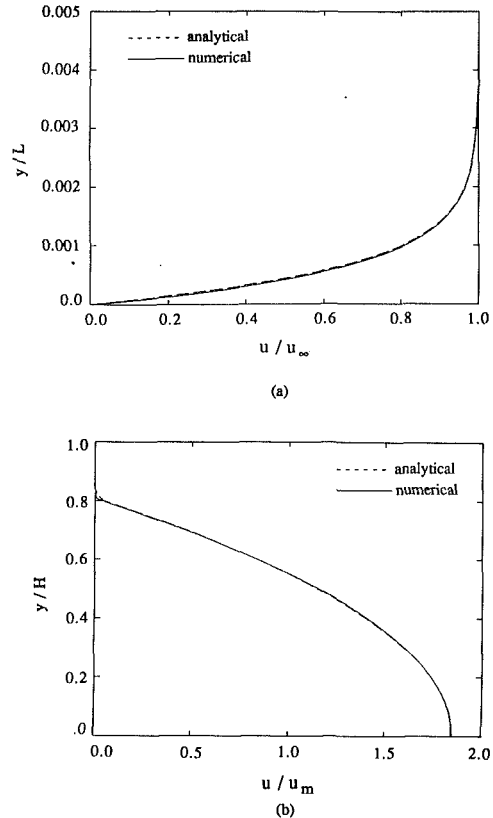 0.005
analytical
numerical
0.004
0.003
y / L
0.002
0.001
0.0
0.0 0.2 0.4 0.6 0.8 1.0
u / u∞
(a)
1.0
analytical
numerical
0.8
0.6
y / H
0.4
0.2
.0
0.0 0.5 1.0 1.5 2.0
u / um
(b)